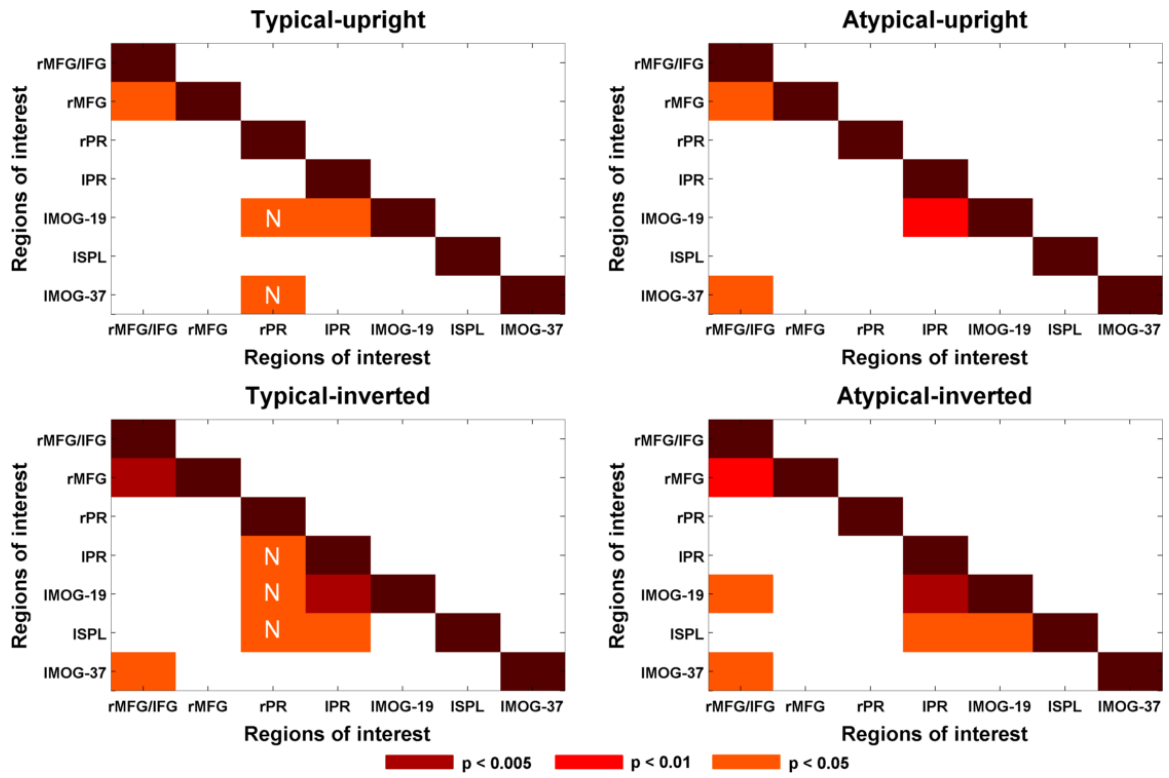 Typical-upright
Atypical-upright
Regions of interest
rMFG/IFG
rMFG
rPR
lPR
lMOG-19
lSPL
lMOG-37
N
N
rMFG/IFG rMFG rPR lPR lMOG-19 lSPL lMOG-37
Regions of interest
Regions of interest
rMFG/IFG
rMFG
rPR
lPR
lMOG-19
lSPL
lMOG-37
rMFG/IFG rMFG rPR lPR lMOG-19 lSPL lMOG-37
Regions of interest
Typical-inverted
Atypical-inverted
Regions of interest
rMFG/IFG
rMFG
rPR
lPR
lMOG-19
lSPL
lMOG-37
N
N
N
rMFG/IFG rMFG rPR lPR lMOG-19 lSPL lMOG-37
Regions of interest
Regions of interest
rMFG/IFG
rMFG
rPR
lPR
lMOG-19
lSPL
lMOG-37
rMFG/IFG rMFG rPR lPR lMOG-19 lSPL lMOG-37
Regions of interest
p < 0.005 p < 0.01 p < 0.05